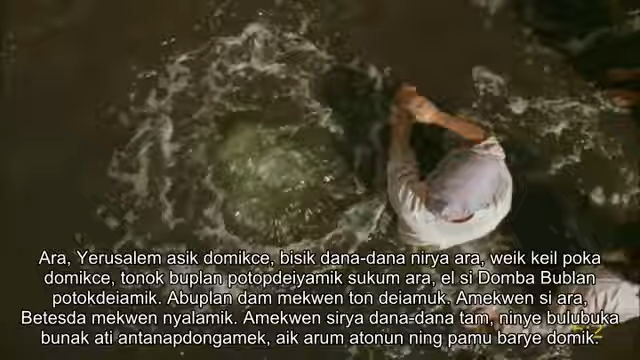 Ara, Yerusalem asik domikce, bisik dana-dana nirya ara, weik keil poka
domikce, tonok buplan potopdeiyamik sukum ara, el si Domba Bublan
potokdeiamik. Abuplan dam mekwen ton deiamuk. Amekwen si ara,
Betesda mekwen nyalamik. Amekwen sirya dana-dana tam, ninye bulubuka
bunak ati antanapdongamek, aik arum atonun ning pamu barye domik-